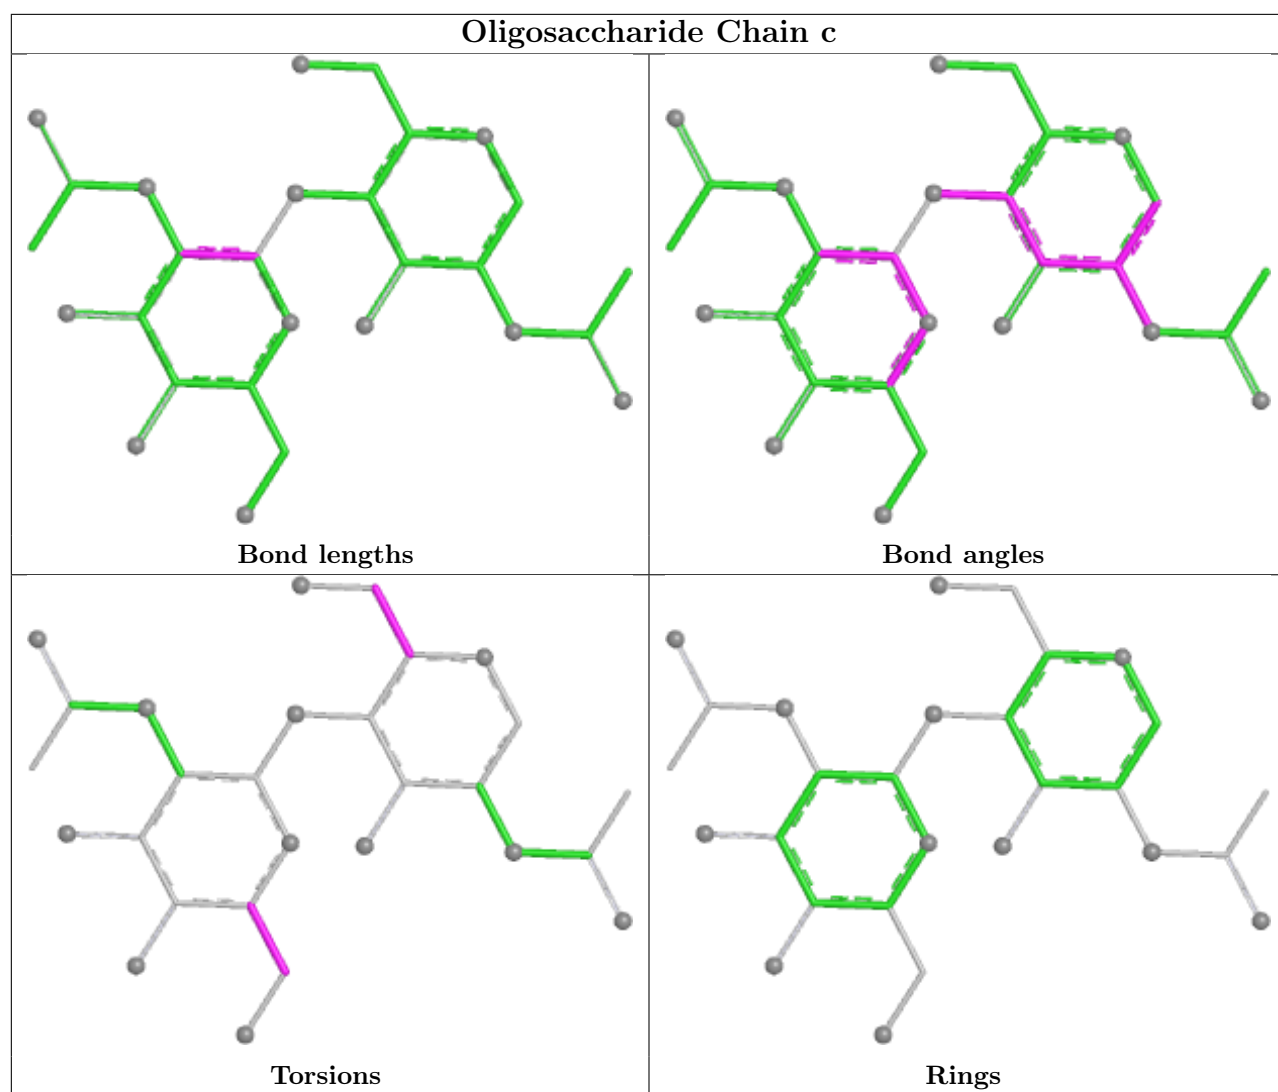 Oligosaccharide Chain c
Bond lengths
Bond angles
Torsions
Rings